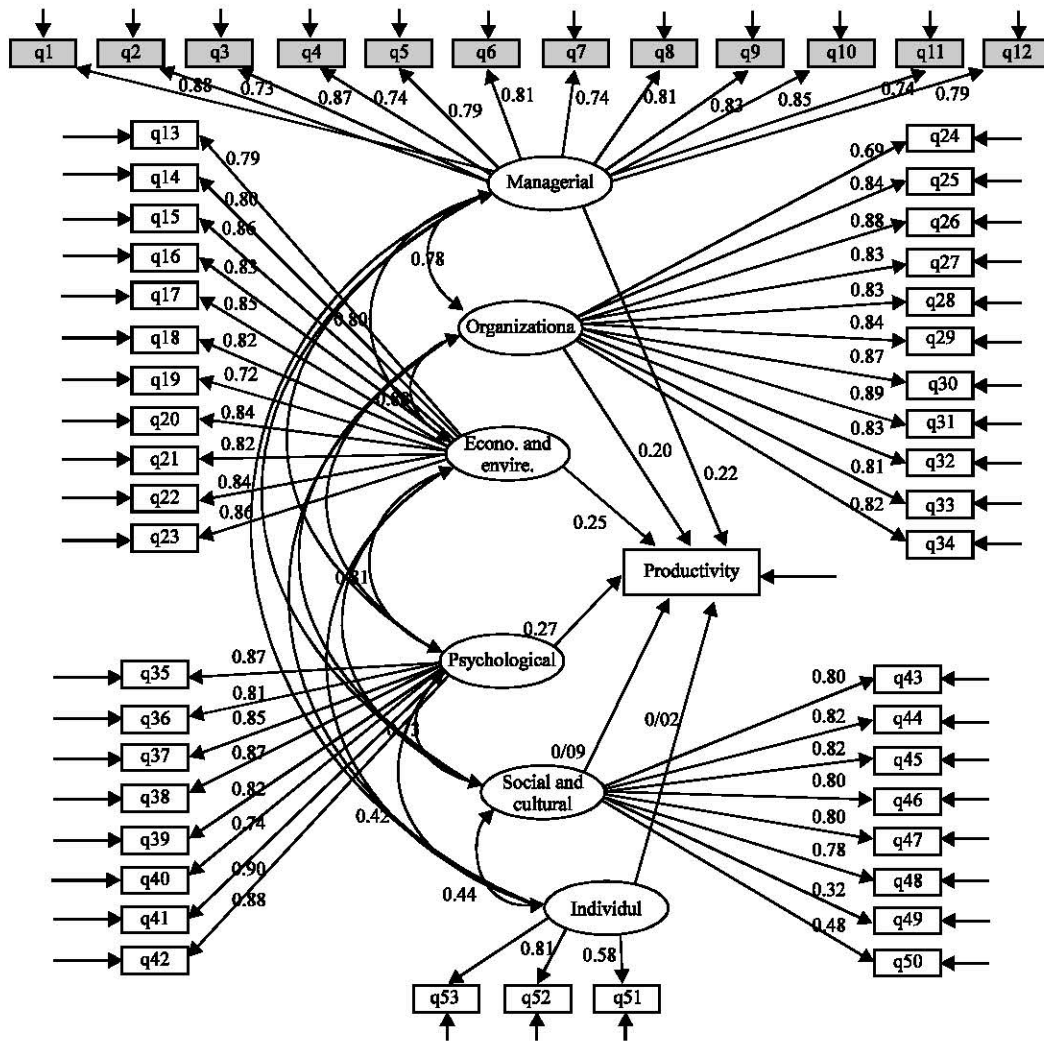 q1 q2 q3 q4 q5 q6 q7 q8 q9 q10 q11 q12
0.88 0.73 0.87 0.74 0.79 0.81 0.74 0.81 0.83 0.85 0.74 0.79
Managerial
q13
q14
q15
q16
q17
q18
q19
q20
q21
q22
q23
0.79
0.80
0.86
0.83
0.85
0.82
0.72
0.84
0.82
0.84
0.86
q24
q25
q26
q27
q28
q29
q30
q31
q32
q33
q34
0.69
0.84
0.88
0.83
0.83
0.84
0.87
0.89
0.83
0.81
0.82
0.78
Organizationa
0.80
Econo. and
envire.
0.20
0.22
0.25
Productivity
0.81
0.27
Psychological
q35
q36
q37
q38
q39
q40
q41
q42
0.87
0.81
0.85
0.87
0.82
0.74
0.90
0.88
0/02
0/09
Social and
cultural
0.42
0.44
q43
q44
q45
q46
q47
q48
q49
q50
0.80
0.82
0.82
0.80
0.80
0.78
0.32
0.48
Individul
0.81 0.58
q53 q52 q51